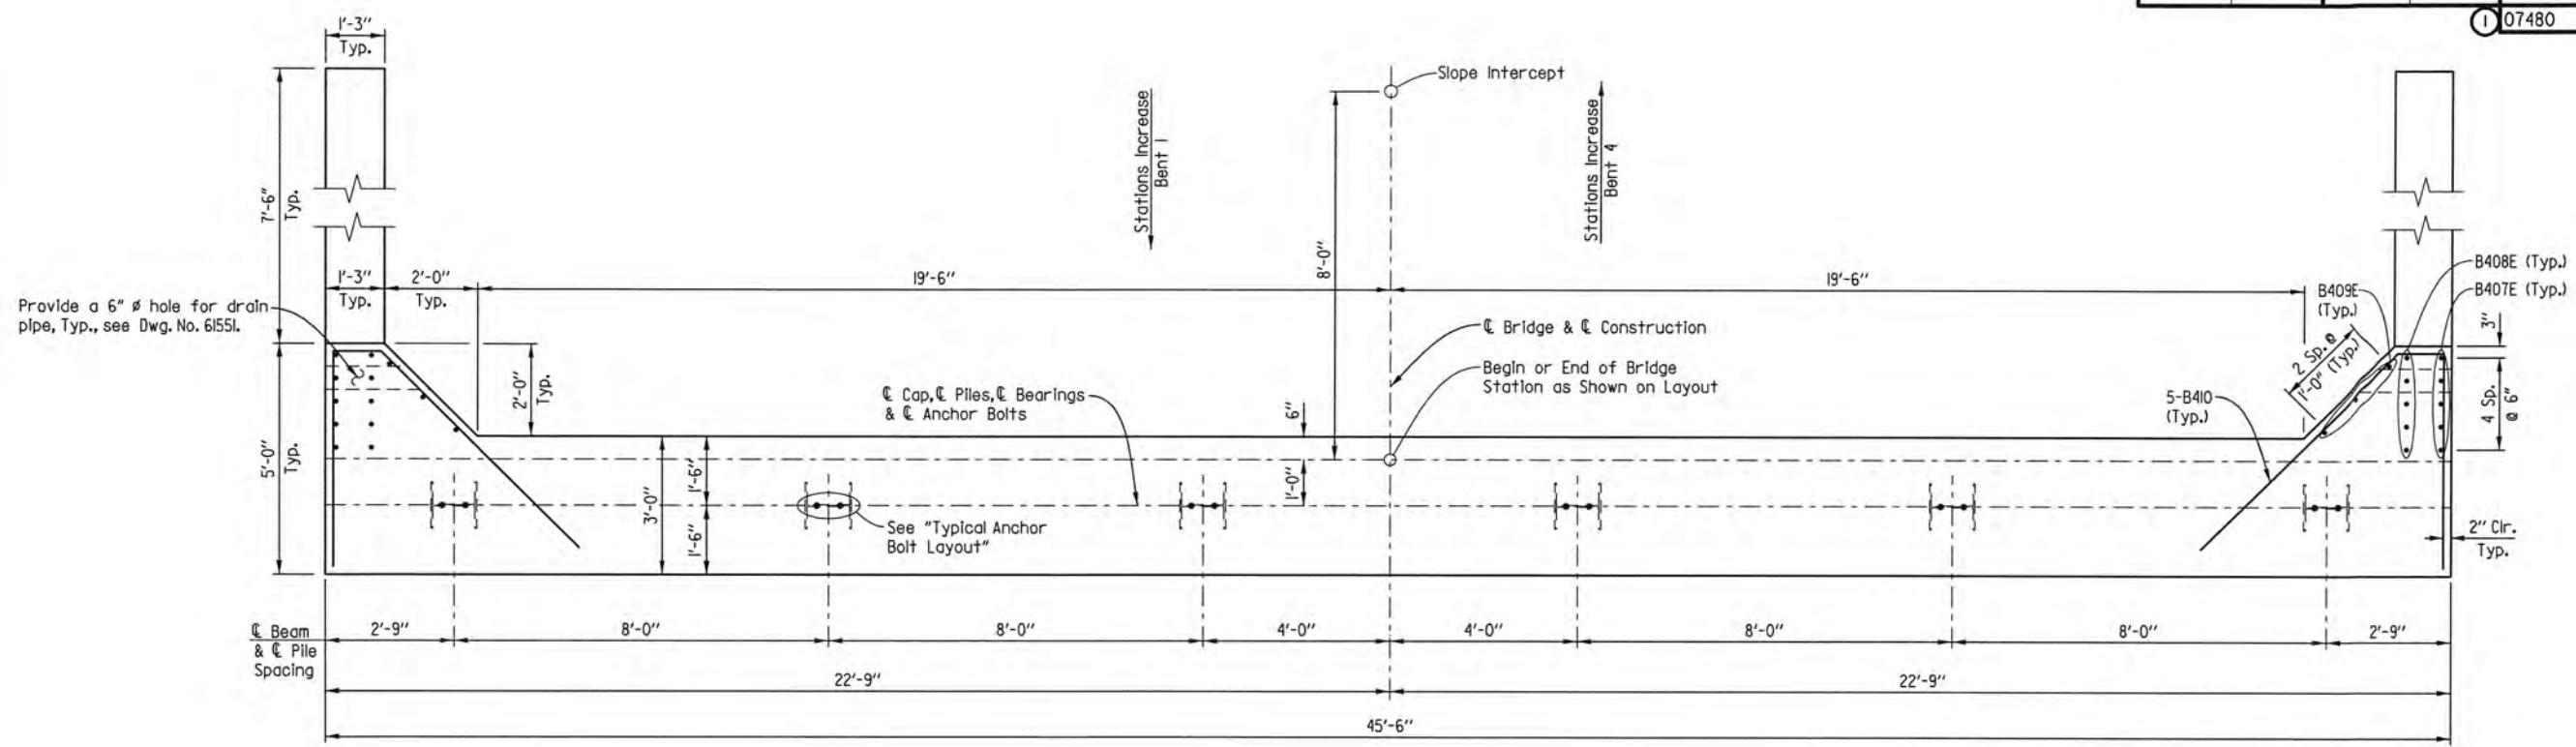 1 07480
1'-3"
Typ.
Slope Intercept
Stations Increase
Bent 1
Stations Increase
Bent 4
7'-6"
Typ.
8'-0"
1'-3"
Typ.
2'-0"
Typ.
19'-6"
19'-6"
B408E (Typ.)
B407E (Typ.)
B409E
(Typ.)
Provide a 6" ø hole for drain
pipe, Typ., see Dwg. No. 61551.
℄ Bridge & ℄ Construction
3"
2 Sp. @
1'-0" (Typ.)
2'-0"
Typ.
Begin or End of Bridge
Station as Shown on Layout
℄ Cap, ℄ Piles, ℄ Bearings
& ℄ Anchor Bolts
5-B410
(Typ.)
4 Sp.
@ 6"
6"
5'-0"
Typ.
1'-6"
1'-0"
3'-0"
1'-6"
See "Typical Anchor
Bolt Layout"
2" Clr.
Typ.
℄ Beam
& ℄ Pile
Spacing
2'-9"
8'-0"
8'-0"
4'-0"
4'-0"
8'-0"
8'-0"
2'-9"
22'-9"
22'-9"
45'-6"